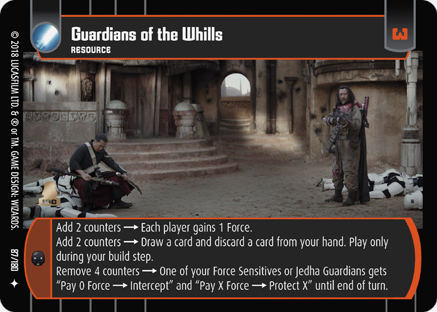 Guardians of the Whills
RESOURCE
3
Add 2 counters → Each player gains 1 Force.
Add 2 counters → Draw a card and discard a card from your hand. Play only
during your build step.
Remove 4 counters → One of your Force Sensitives or Jedha Guardians gets
“Pay 0 Force → Intercept” and “Pay X Force → Protect X” until end of turn.
© 2018 LUCASFILM LTD. & ® or TM. GAME DESIGN: WIZARDS.